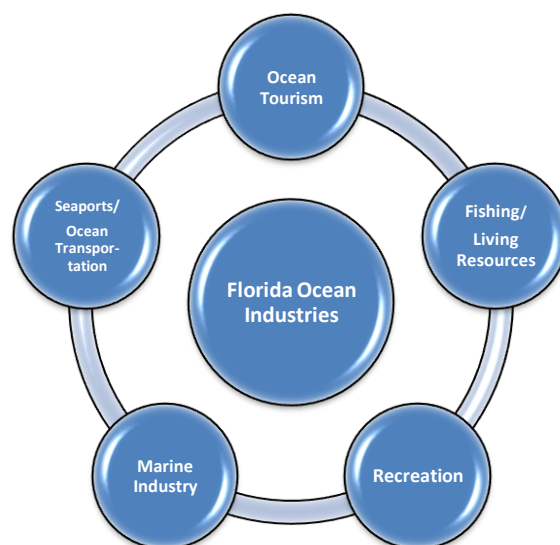 Ocean
Tourism
Seaports/
Ocean
Transpor-
tation
Fishing/
Living
Resources
Florida Ocean
Industries
Marine
Industry
Recreation